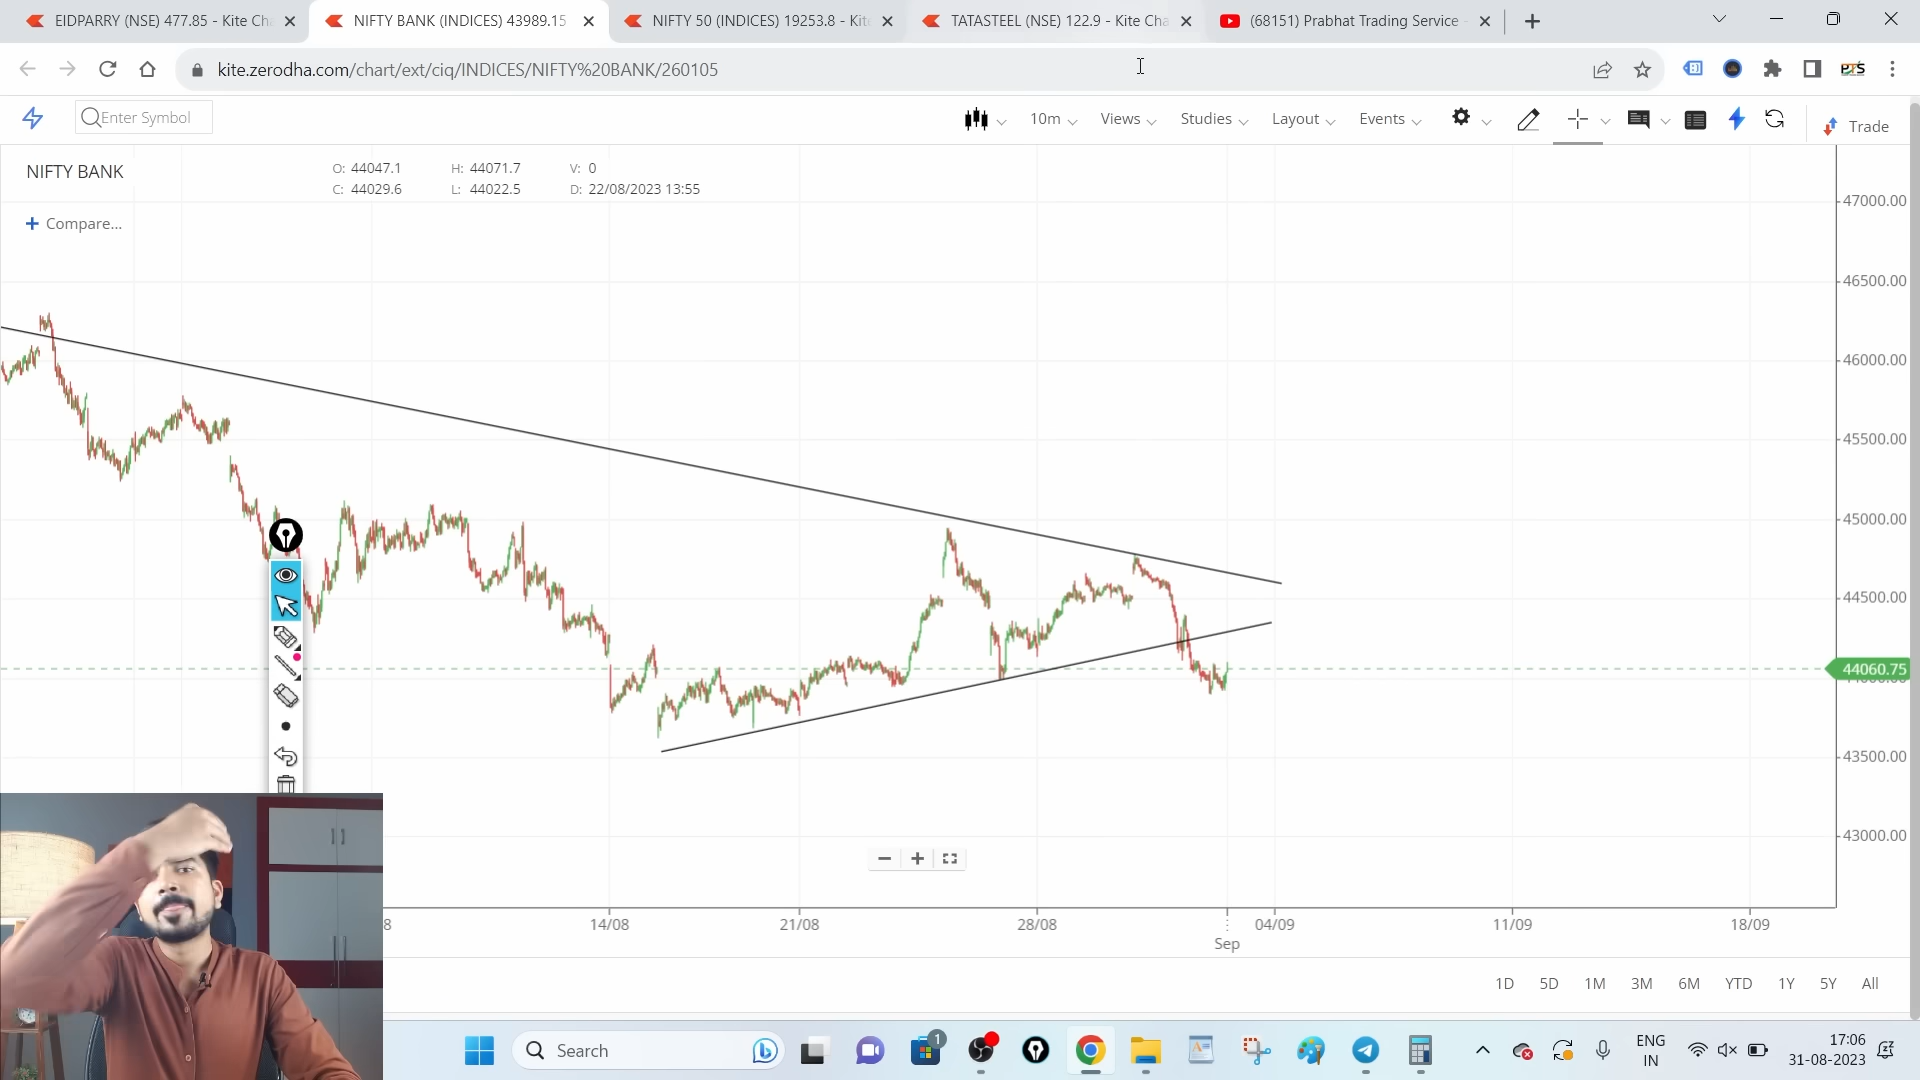 EIDPARRY (NSE) 477.85 - Kite Cha
NIFTY BANK (INDICES) 43989.15
NIFTY 50 (INDICES) 19253.8 - Kite
TATASTEEL (NSE) 122.9 - Kite Cha
(68151) Prabhat Trading Service -
kite.zerodha.com/chart/ext/ciq/INDICES/NIFTY%20BANK/260105
PTS
Enter Symbol
10m
Views
Studies
Layout
Events
Trade
NIFTY BANK
O: 44047.1 H: 44071.7 V: 0
C: 44029.6 L: 44022.5 D: 22/08/2023 13:55
+ Compare...
47000.00
46500.00
46000.00
45500.00
45000.00
44500.00
44060.75
43500.00
43000.00
8 14/08 21/08 28/08 04/09 11/09 18/09
Sep
1D 5D 1M 3M 6M YTD 1Y 5Y All
Search
1
ENG
IN
17:06
31-08-2023